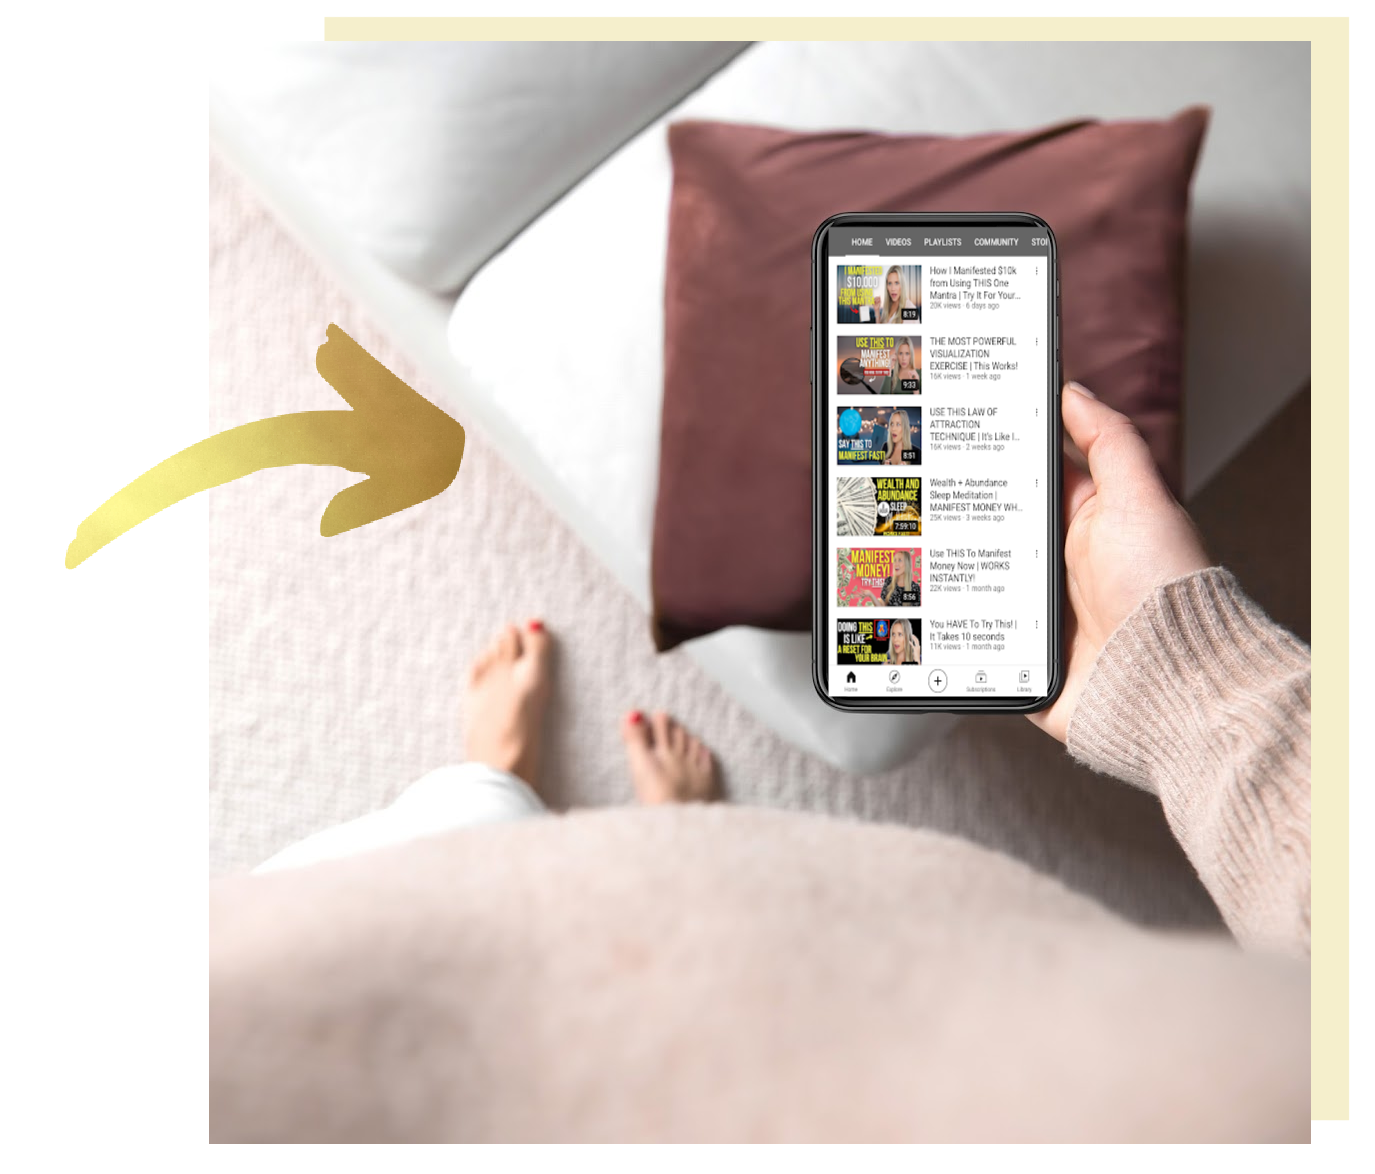 HOME VIDEOS PLAYLISTS COMMUNITY STO
I MANIFESTED
$10,000
FROM USING
THIS MANTRA
8:19
How I Manifested $10k
from Using THIS One
Mantra | Try It For Your...
20K views · 6 days ago
USE THIS TO
MANIFEST
ANYTHING!
9:33
THE MOST POWERFUL
VISUALIZATION
EXERCISE | This Works!
16K views · 1 week ago
SAY THIS TO
MANIFEST FAST!
8:51
USE THIS LAW OF
ATTRACTION
TECHNIQUE | It's Like I...
16K views · 2 weeks ago
WEALTH AND
ABUNDANCE
SLEEP
7:59:10
Wealth + Abundance
Sleep Meditation |
MANIFEST MONEY WH...
25K views · 3 weeks ago
MANIFEST
MONEY!
TRY THIS!
8:56
Use THIS To Manifest
Money Now | WORKS
INSTANTLY!
22K views · 1 month ago
DOING THIS
IS LIKE
A RESET FOR
YOUR BRAIN
You HAVE To Try This! |
It Takes 10 seconds
11K views · 1 month ago
Home Explore Subscriptions Library